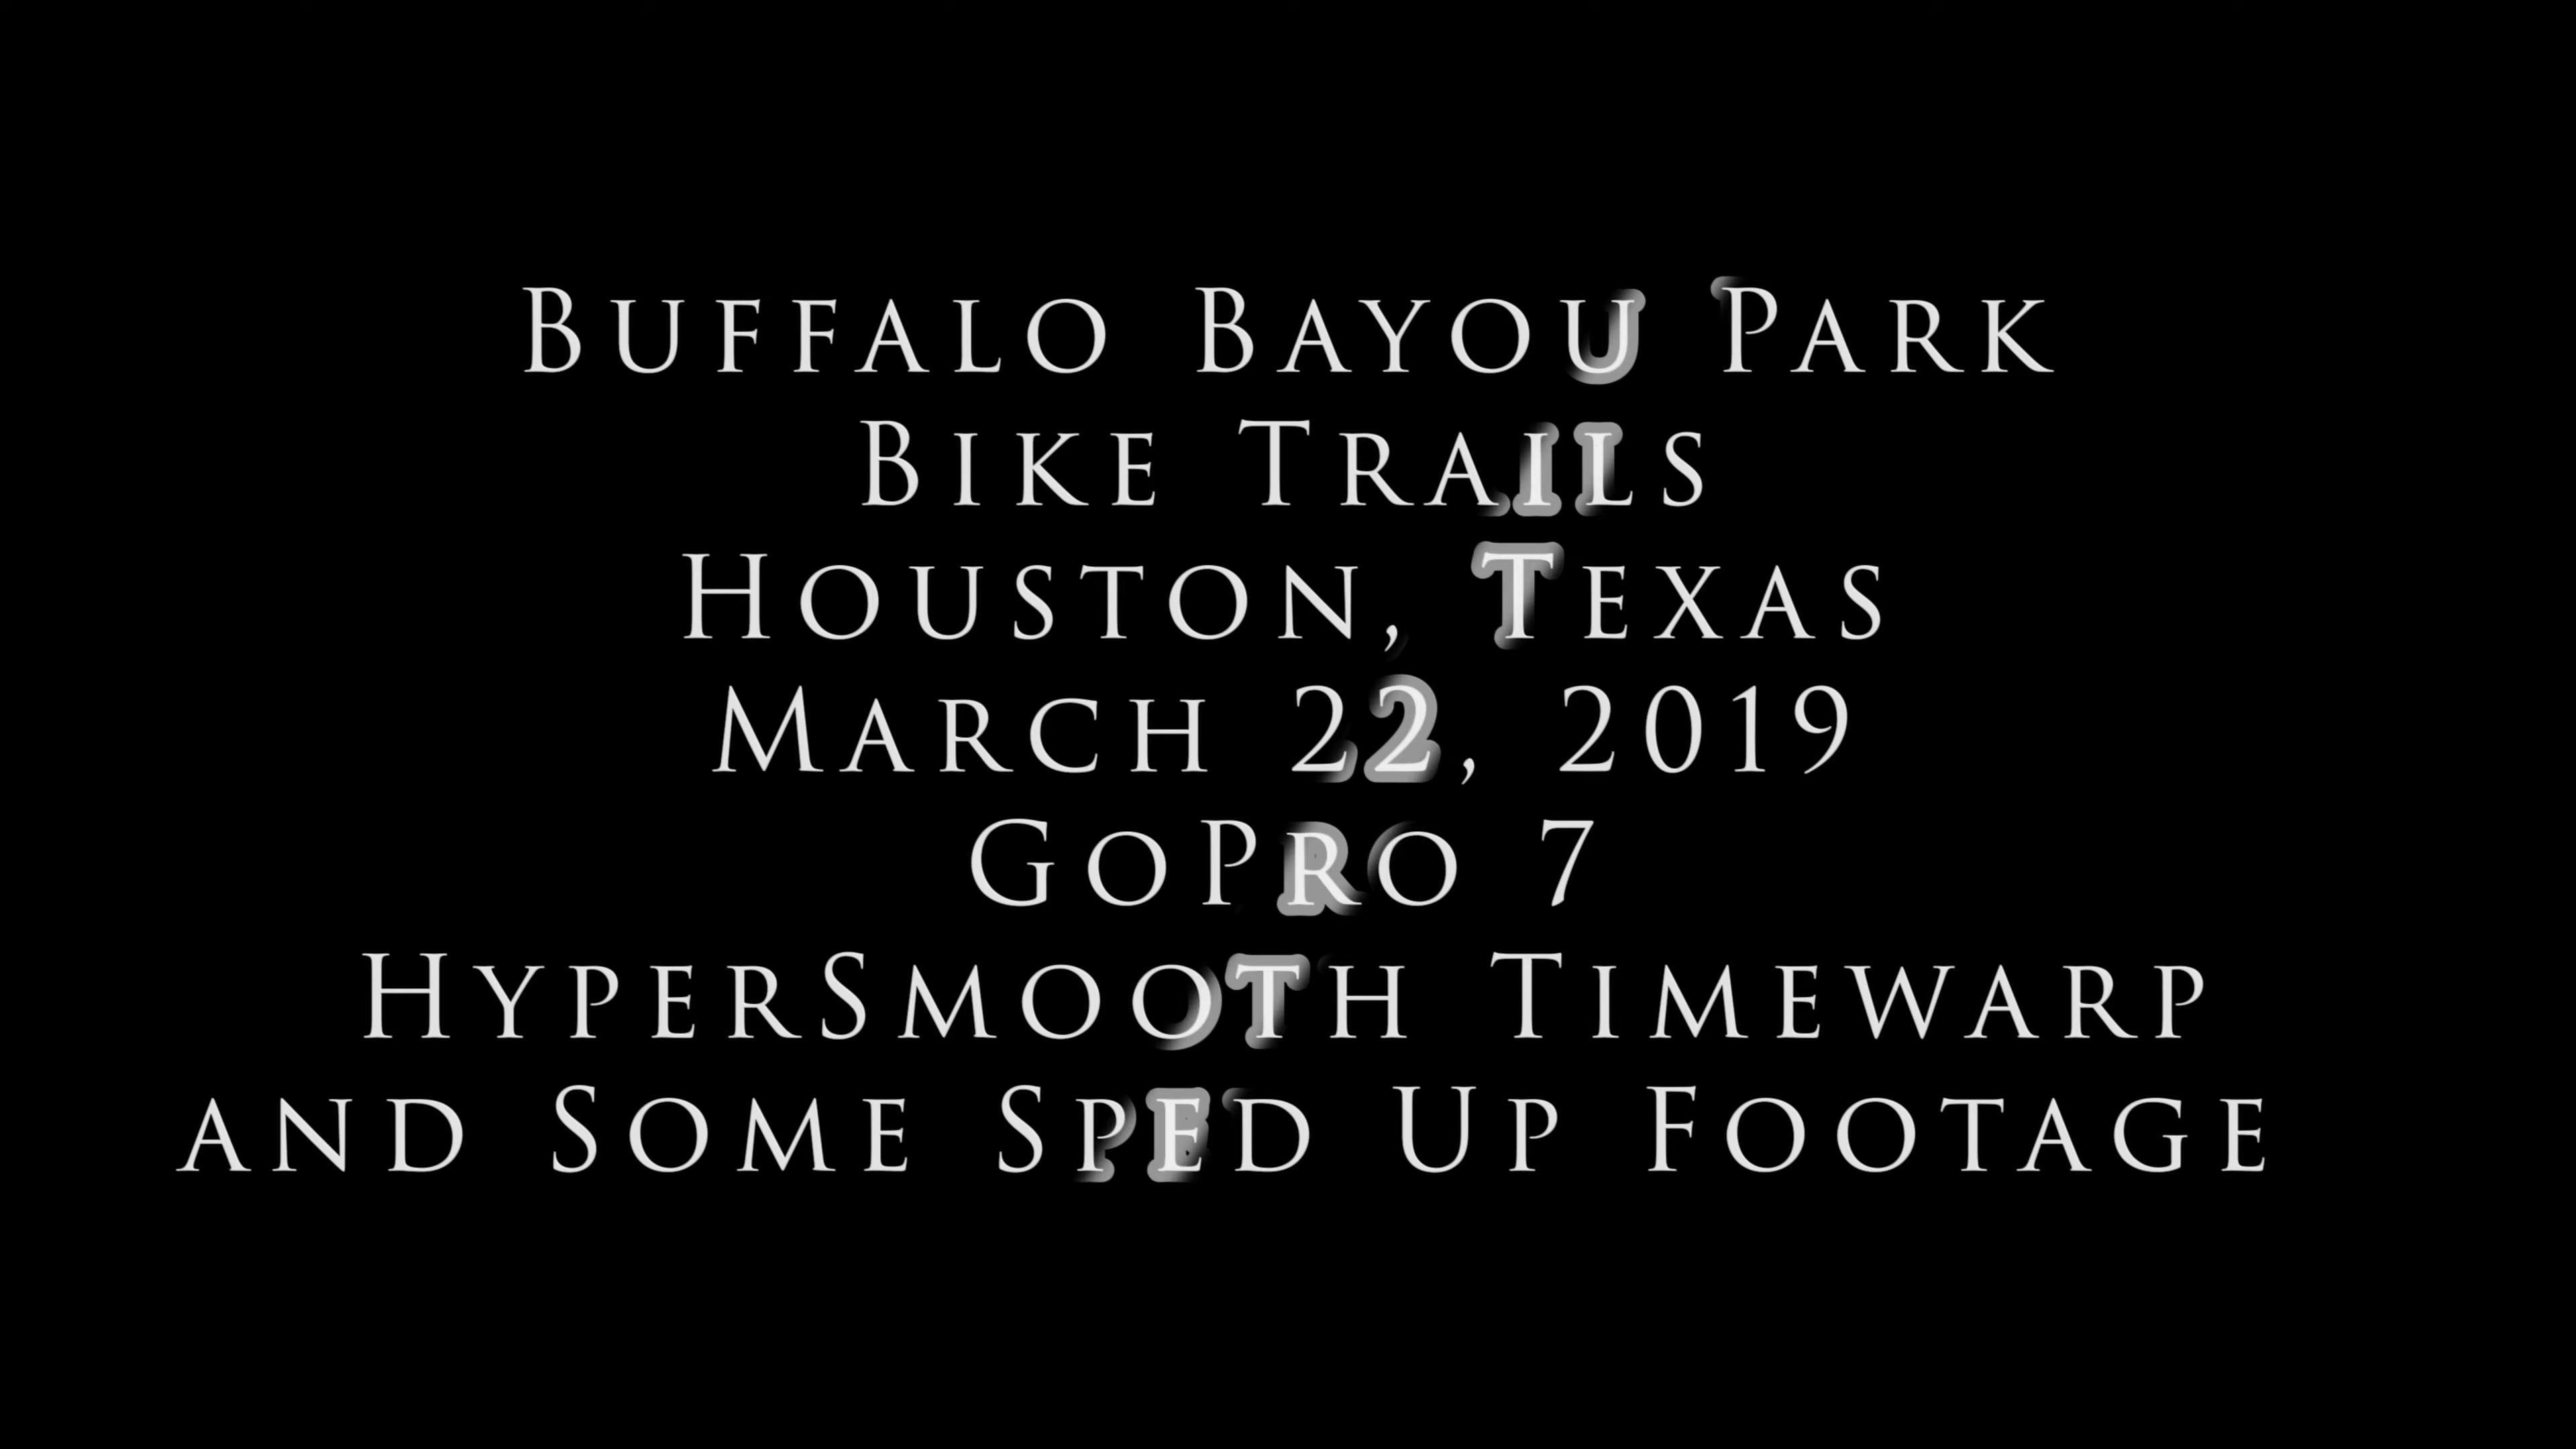 Buffalo Bayou Park
Bike Trails
Houston, Texas
March 22, 2019
GoPro 7
HyperSmooth Timewarp
and Some Sped Up Footage